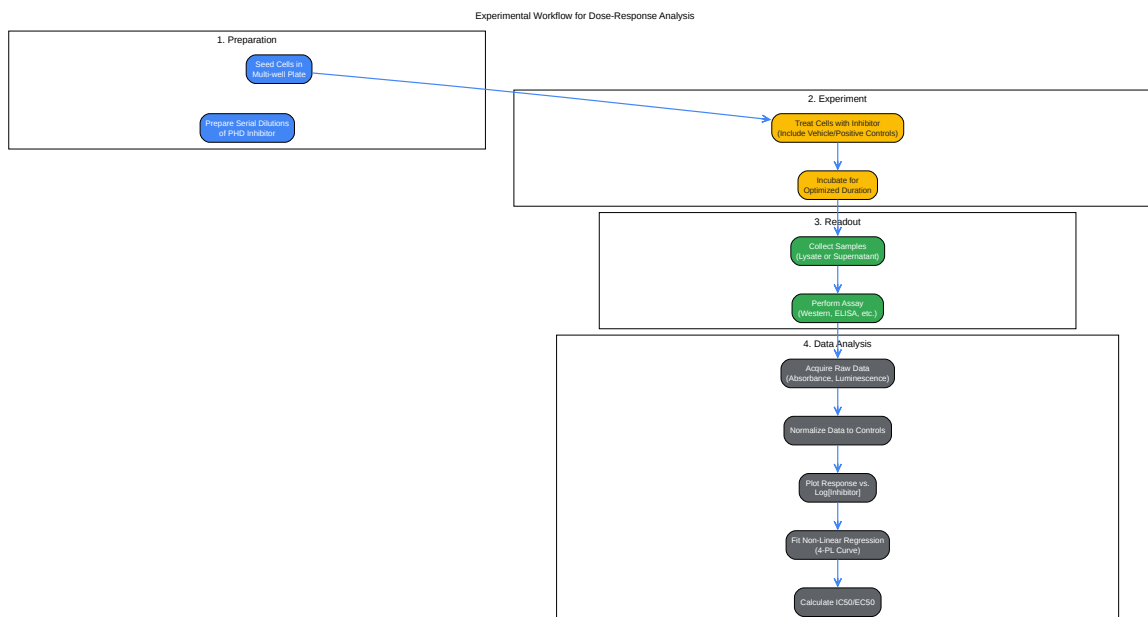 Experimental Workflow for Dose-Response Analysis
1. Preparation
Seed Cells in
Multi-well Plate
Prepare Serial Dilutions
of PHD Inhibitor
2. Experiment
Treat Cells with Inhibitor
(Include Vehicle/Positive Controls)
Incubate for
Optimized Duration
3. Readout
Collect Samples
(Lysate or Supernatant)
Perform Assay
(Western, ELISA, etc.)
4. Data Analysis
Acquire Raw Data
(Absorbance, Luminescence)
Normalize Data to Controls
Plot Response vs.
Log[Inhibitor]
Fit Non-Linear Regression
(4-PL Curve)
Calculate IC50/EC50